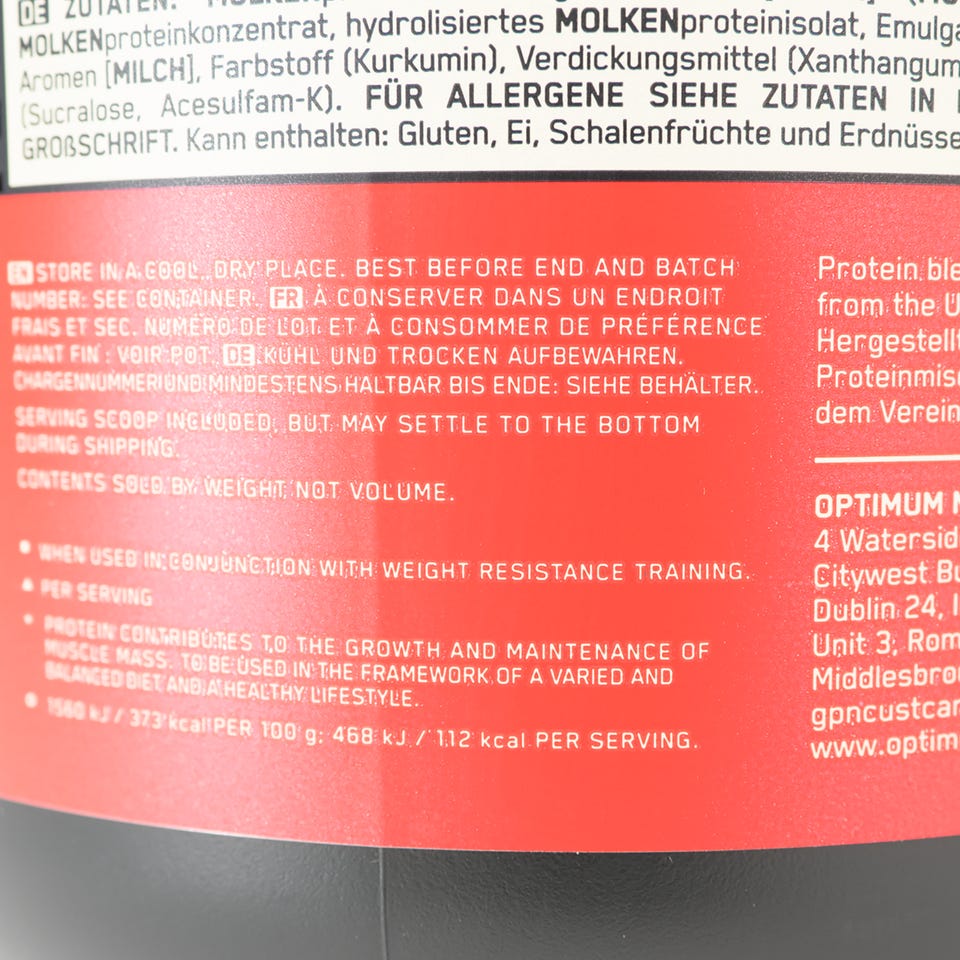 DE ZUTATEN:
MOLKENproteinkonzentrat, hydrolisiertes MOLKENproteinisolat, Emulga
Aromen [MILCH], Farbstoff (Kurkumin), Verdickungsmittel (Xanthangum
(Sucralose, Acesulfam-K). FÜR ALLERGENE SIEHE ZUTATEN IN
GROßSCHRIFT. Kann enthalten: Gluten, Ei, Schalenfrüchte und Erdnüsse
EN STORE IN A COOL, DRY PLACE. BEST BEFORE END AND BATCH
NUMBER: SEE CONTAINER. FR À CONSERVER DANS UN ENDROIT
FRAIS ET SEC. NUMÉRO DE LOT ET À CONSOMMER DE PRÉFÉRENCE
AVANT FIN : VOIR POT. DE KÜHL UND TROCKEN AUFBEWAHREN.
CHARGENNUMMER UND MINDESTENS HALTBAR BIS ENDE: SIEHE BEHÄLTER.
SERVING SCOOP INCLUDED, BUT MAY SETTLE TO THE BOTTOM
DURING SHIPPING.
CONTENTS SOLD BY WEIGHT NOT VOLUME.
WHEN USED IN CONJUNCTION WITH WEIGHT RESISTANCE TRAINING.
▲ PER SERVING
* PROTEIN CONTRIBUTES TO THE GROWTH AND MAINTENANCE OF
MUSCLE MASS. TO BE USED IN THE FRAMEWORK OF A VARIED AND
BALANCED DIET AND A HEALTHY LIFESTYLE.
1560 kJ / 373 kcal PER 100 g; 468 kJ / 112 kcal PER SERVING.
Protein ble
from the U
Hergestellt
Proteinmisc
dem Verein
OPTIMUM N
4 Watersid
Citywest Bu
Dublin 24, I
Unit 3, Rom
Middlesbro
gpncustcar
www.optim